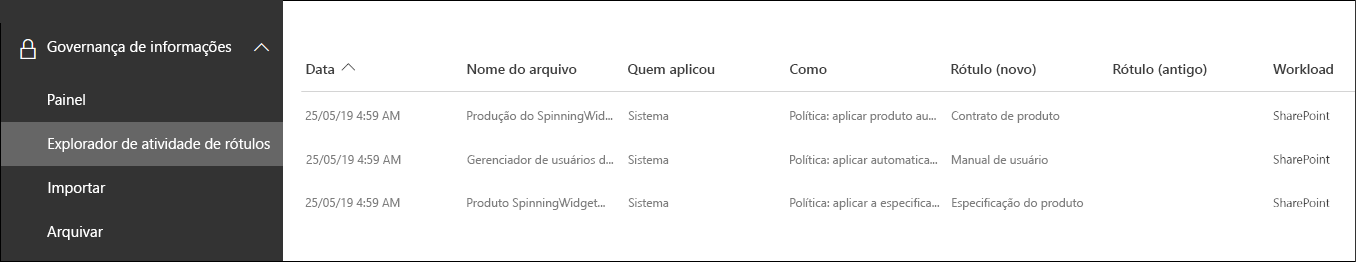 Governança de informações
Painel
Explorador de atividade de rótulos
Importar
Arquivar
Data Nome do arquivo Quem aplicou Como Rótulo (novo) Rótulo (antigo) Workload
25/05/19 4:59 AM Produção do SpinningWid... Sistema Política: aplicar produto au... Contrato de produto SharePoint
25/05/19 4:59 AM Gerenciador de usuários d... Sistema Política: aplicar automatica... Manual de usuário SharePoint
25/05/19 4:59 AM Produto SpinningWidget... Sistema Política: aplicar a especifica... Especificação do produto SharePoint